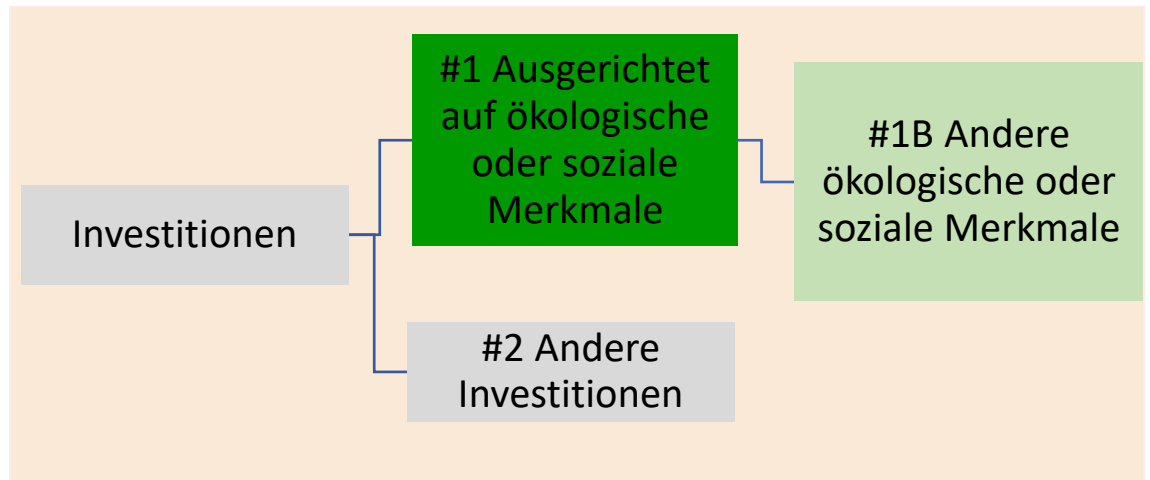 #1 Ausgerichtet
auf ökologische
oder soziale
Merkmale
#1B Andere
ökologische oder
soziale Merkmale
Investitionen
#2 Andere
Investitionen